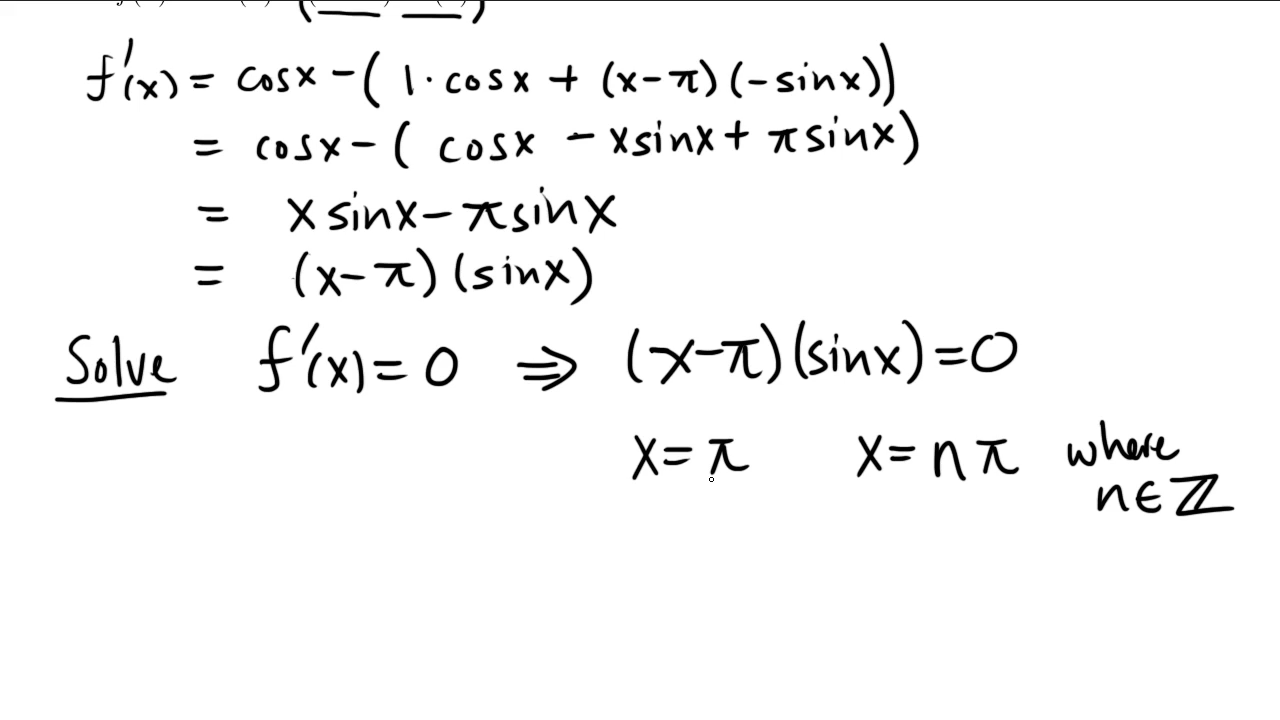 f'(x) = cosx - ( 1·cosx + (x-π)(-sinx))
= cosx - ( cosx - xsinx + πsinx)
= xsinx - πsinx
= (x-π)(sinx)
Solve f'(x) = 0 ⇒ (x-π)(sinx) = 0
x = π x = nπ where
n∈ℤ